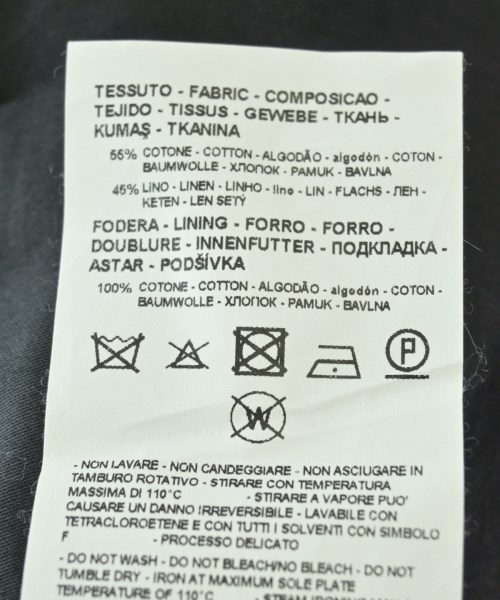 TESSUTO - FABRIC - COMPOSICAO -
TEJIDO - TISSUS - GEWEBE - ТКАНЬ -
KUMAŞ - TKANINA
55% COTONE - COTTON - ALGODÃO - algodón - COTON -
BAUMWOLLE - ХЛОПОК - PAMUK - BAVLNA
45% LINO - LINEN - LINHO - lino - LIN - FLACHS - ЛЕН -
KETEN - LEN SETÝ
FODERA - LINING - FORRO - FORRO -
DOUBLURE - INNENFUTTER - ПОДКЛАДКА -
ASTAR - PODŠÍVKA
100% COTONE - COTTON - ALGODÃO - algodón - COTON -
BAUMWOLLE - ХЛОПОК - PAMUK - BAVLNA
P
W
- NON LAVARE - NON CANDEGGIARE - NON ASCIUGARE IN
TAMBURO ROTATIVO - STIRARE CON TEMPERATURA
MASSIMA DI 110°C - STIRARE A VAPORE PUO'
CAUSARE UN DANNO IRREVERSIBILE - LAVABILE CON
TETRACLOROETENE E CON TUTTI I SOLVENTI CON SIMBOLO
F - PROCESSO DELICATO
- DO NOT WASH - DO NOT BLEACH/NO BLEACH - DO NOT
TUMBLE DRY - IRON AT MAXIMUM SOLE PLATE
TEMPERATURE OF 110°C